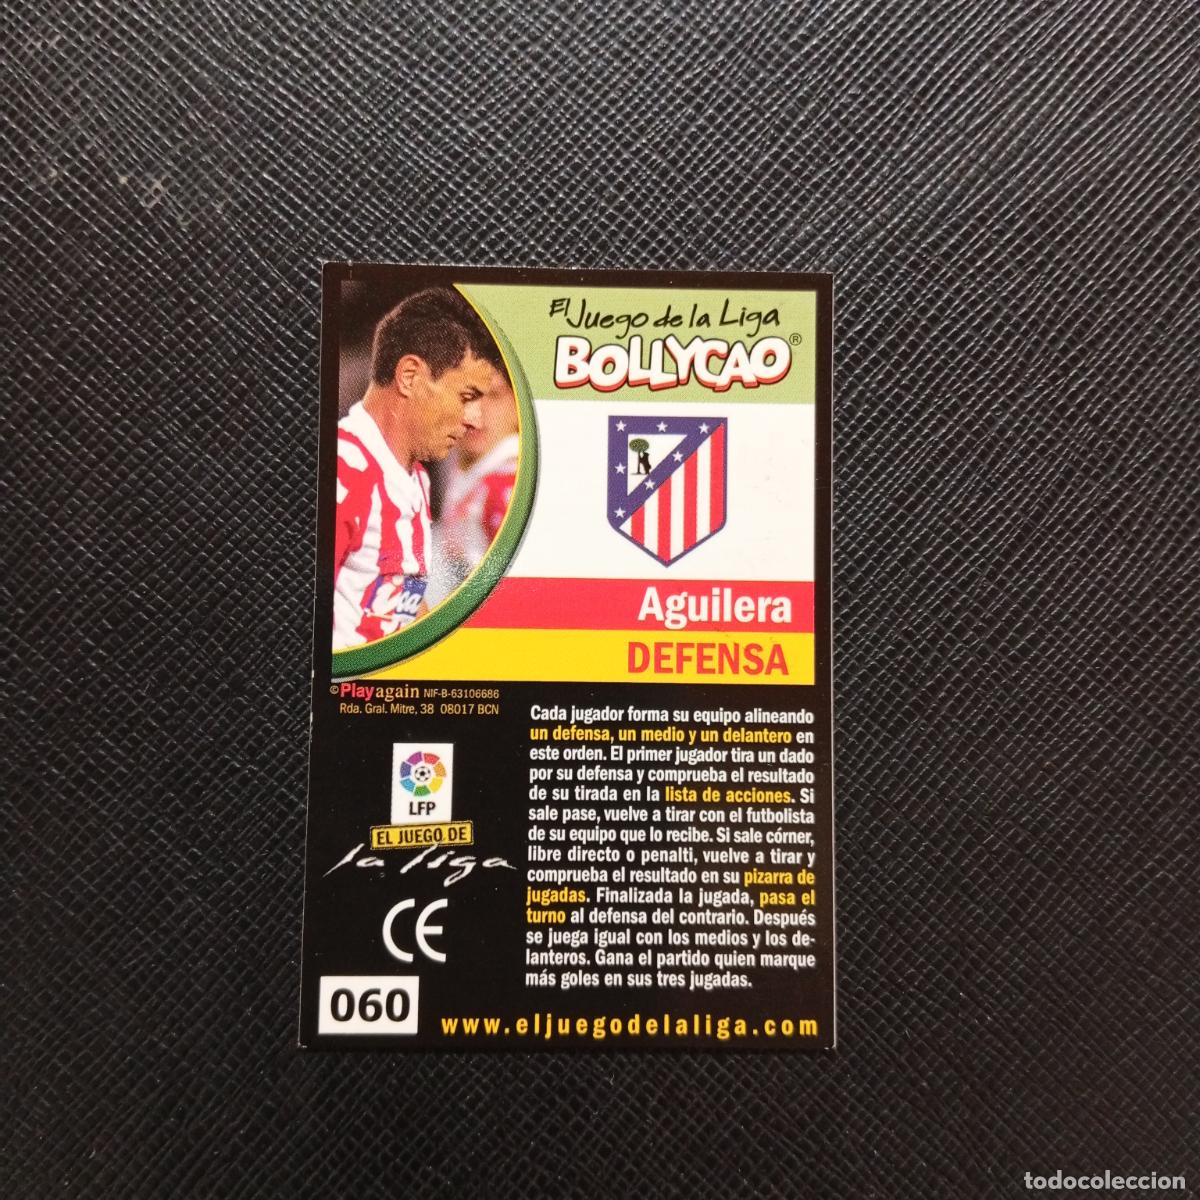 El Juego de la Liga
BOLLYCAO®
Aguilera
DEFENSA
© Playagain NIF-B-63106686
Rda. Gral. Mitre, 38 08017 BCN
LFP
EL JUEGO DE
la liga
CE
060
Cada jugador forma su equipo alineando
un defensa, un medio y un delantero en
este orden. El primer jugador tira un dado
por su defensa y comprueba el resultado
de su tirada en la lista de acciones. Si
sale pase, vuelve a tirar con el futbolista
de su equipo que lo recibe. Si sale córner,
libre directo o penalti, vuelve a tirar y
comprueba el resultado en su pizarra de
jugadas. Finalizada la jugada, pasa el
turno al defensa del contrario. Después
se juega igual con los medios y los de-
lanteros. Gana el partido quien marque
más goles en sus tres jugadas.
www.eljuegodelaliga.com
todocoleccion